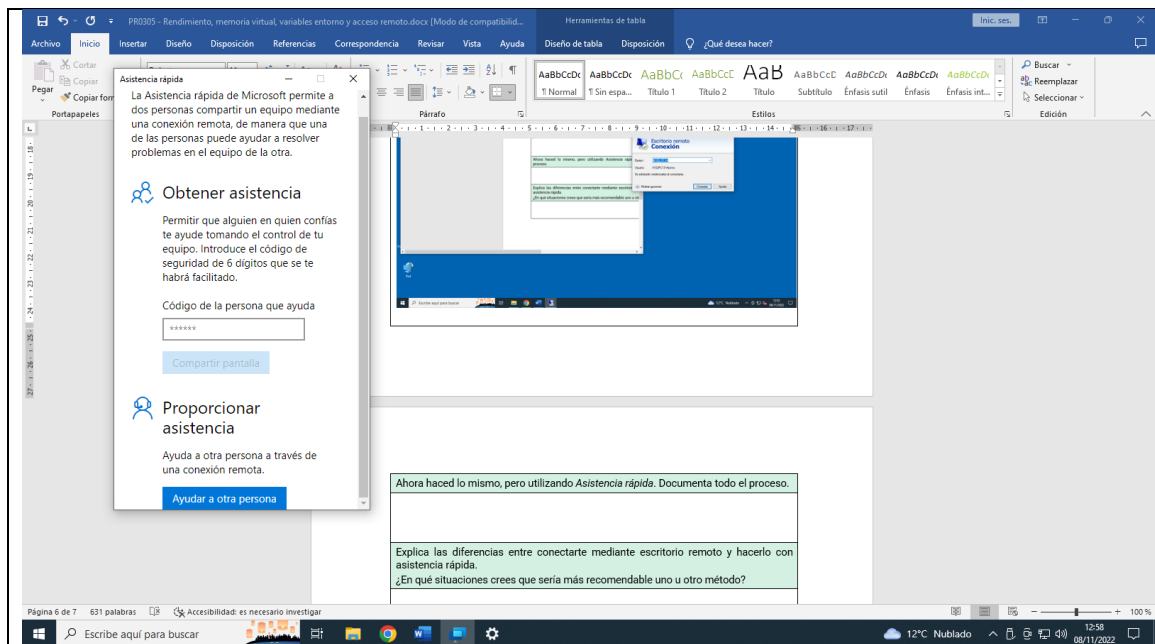 PR0305 - Rendimiento, memoria virtual, variables entorno y acceso remoto.docx [Modo de compatibilid...
Herramientas de tabla
Inic. ses.
Archivo Inicio Insertar Diseño Disposición Referencias Correspondencia Revisar Vista Ayuda Diseño de tabla Disposición ¿Qué desea hacer?
Pegar
Cortar
Copiar
Copiar for
Portapapeles
Párrafo
AaBbCcDc AaBbCcDc AaBbCc AaBbCcC AaB AaBbCcC AaBbCcDc AaBbCcDc AaBbCcDc
¶ Normal ¶ Sin espa... Título 1 Título 2 Título Subtítulo Énfasis sutil Énfasis Énfasis int...
Estilos
Buscar
Reemplazar
Seleccionar
Edición
Asistencia rápida
La Asistencia rápida de Microsoft permite a
dos personas compartir un equipo mediante
una conexión remota, de manera que una
de las personas puede ayudar a resolver
problemas en el equipo de la otra.
Obtener asistencia
Permitir que alguien en quien confías
te ayude tomando el control de tu
equipo. Introduce el código de
seguridad de 6 dígitos que se te
habrá facilitado.
Código de la persona que ayuda
******
Compartir pantalla
Proporcionar
asistencia
Ayuda a otra persona a través de
una conexión remota.
Ayudar a otra persona
Escritorio remoto
Conexión
Ahora haced lo mismo, pero utilizando Asistencia rápida. Documenta todo el proceso.
Explica las diferencias entre conectarte mediante escritorio remoto y hacerlo con
asistencia rápida.
¿En qué situaciones crees que sería más recomendable uno u otro método?
Página 6 de 7 631 palabras Accesibilidad: es necesario investigar
100 %
Escribe aquí para buscar
12°C Nublado
12:58
08/11/2022